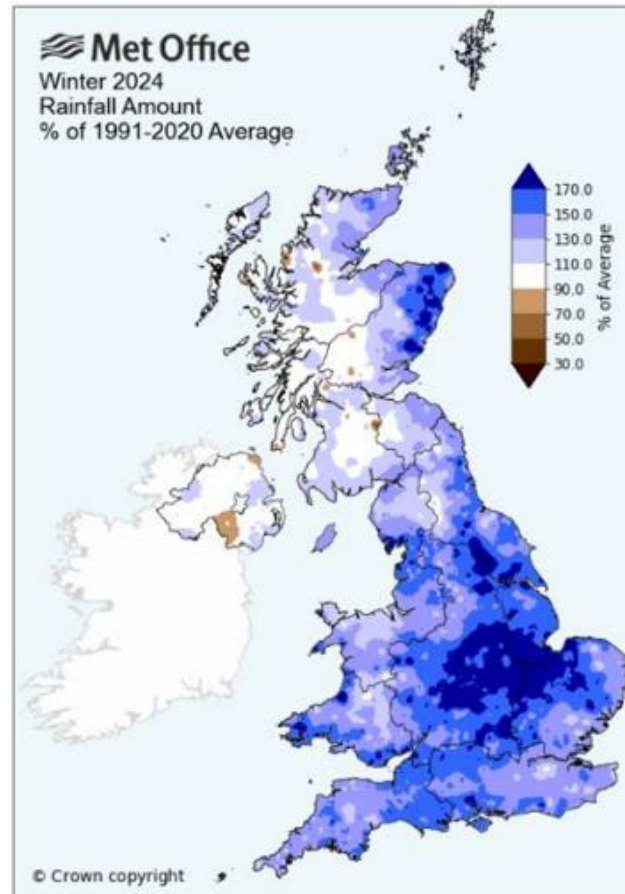 Met Office
Winter 2024
Rainfall Amount
% of 1991-2020 Average
170.0
150.0
130.0
110.0
90.0
70.0
50.0
30.0
% of Average
© Crown copyright